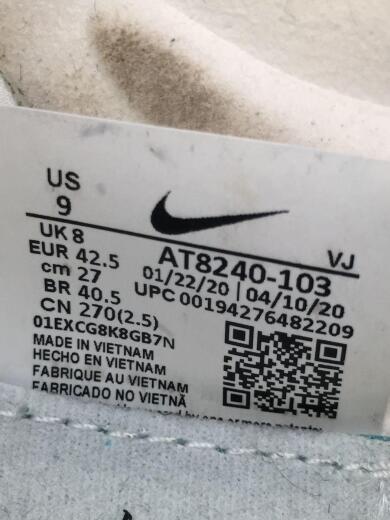 US
9
UK 8
EUR 42.5
cm 27
BR 40.5
CN 270(2.5)
AT8240-103 VJ
01/22/20 | 04/10/20
UPC 00194276482209
01EXCG8K8GB7N
MADE IN VIETNAM
HECHO EN VIETNAM
FABRIQUE AU VIETNAM
FABRICADO NO VIETNÃ